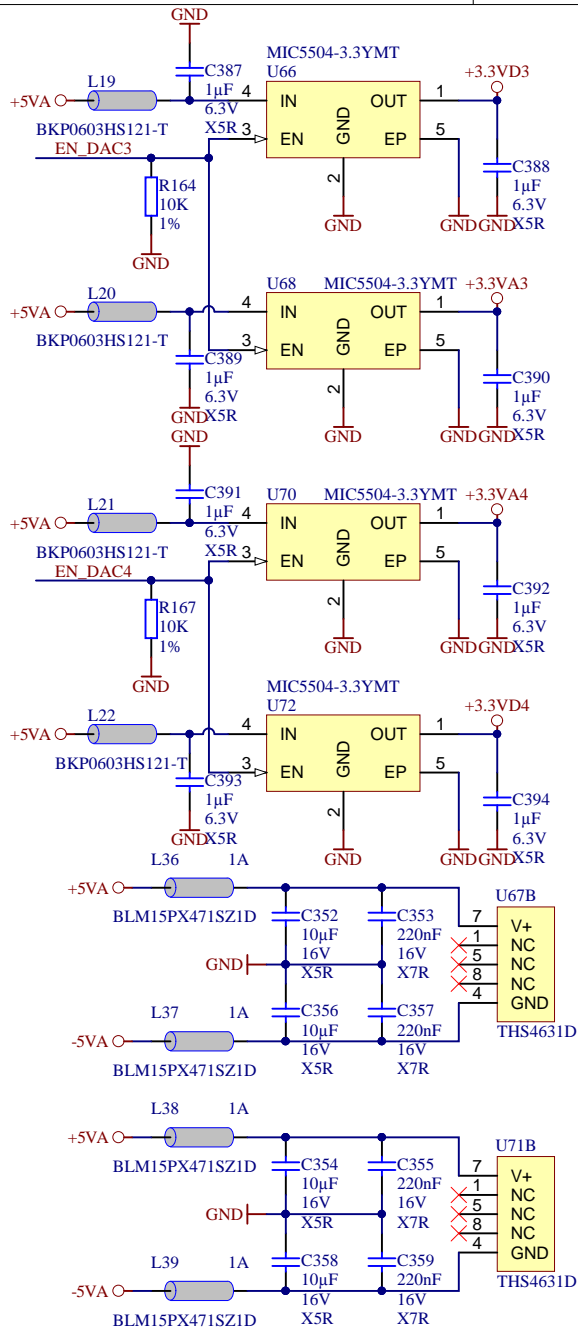 GND
L19
C387
MIC5504-3.3YMT
U66
+3.3VD3
+5VA
1µF
4
IN
OUT
1
BKP0603HS121-T
6.3V
X5R
3
EN
GND
EP
5
EN_DAC3
2
C388
1µF
6.3V
X5R
R164
10K
1%
GND
GND
GND
GND
L20
U68
MIC5504-3.3YMT
+3.3VA3
+5VA
4
IN
OUT
1
BKP0603HS121-T
3
EN
GND
EP
5
C389
1µF
6.3V
X5R
2
C390
1µF
6.3V
X5R
GND
GND
GND
GND
GND
L21
C391
U70
MIC5504-3.3YMT
+3.3VA4
+5VA
1µF
4
IN
OUT
1
BKP0603HS121-T
6.3V
X5R
3
EN
GND
EP
5
EN_DAC4
2
C392
1µF
6.3V
X5R
R167
10K
1%
GND
GND
GND
GND
MIC5504-3.3YMT
L22
U72
+3.3VD4
+5VA
4
IN
OUT
1
BKP0603HS121-T
3
EN
GND
EP
5
C393
1µF
6.3V
X5R
2
C394
1µF
6.3V
X5R
GND
GND
GND
GND
L36
1A
+5VA
BLM15PX471SZ1D
C352
10µF
16V
X5R
C353
220nF
16V
X7R
U67B
7
V+
1
NC
5
NC
8
NC
4
GND
THS4631D
GND
L37
1A
-5VA
BLM15PX471SZ1D
C356
10µF
16V
X5R
C357
220nF
16V
X7R
L38
1A
+5VA
BLM15PX471SZ1D
C354
10µF
16V
X5R
C355
220nF
16V
X7R
U71B
7
V+
1
NC
5
NC
8
NC
4
GND
THS4631D
GND
L39
1A
-5VA
BLM15PX471SZ1D
C358
10µF
16V
X5R
C359
220nF
16V
X7R